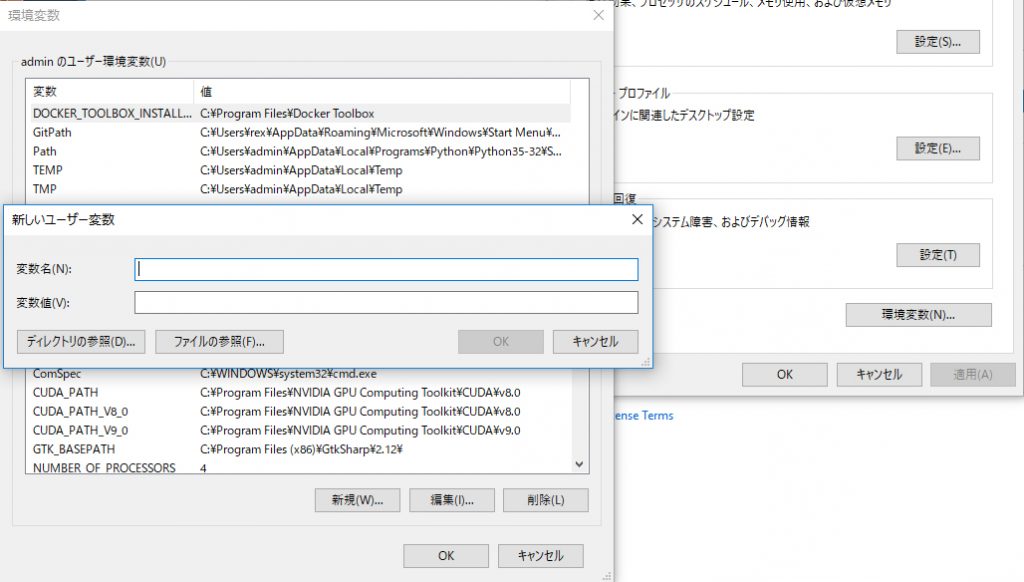 環境変数
admin のユーザー環境変数(U)
変数 値
DOCKER_TOOLBOX_INSTALL... C:¥Program Files¥Docker Toolbox
GitPath C:¥Users¥rex¥AppData¥Roaming¥Microsoft¥Windows¥Start Menu¥...
Path C:¥Users¥admin¥AppData¥Local¥Programs¥Python¥Python35-32¥S...
TEMP C:¥Users¥admin¥AppData¥Local¥Temp
TMP C:¥Users¥admin¥AppData¥Local¥Temp
新しいユーザー変数
変数名(N):
変数値(V):
ディレクトリの参照(D)... ファイルの参照(F)... OK キャンセル
ComSpec C:¥WINDOWS¥system32¥cmd.exe
CUDA_PATH C:¥Program Files¥NVIDIA GPU Computing Toolkit¥CUDA¥v8.0
CUDA_PATH_V8_0 C:¥Program Files¥NVIDIA GPU Computing Toolkit¥CUDA¥v8.0
CUDA_PATH_V9_0 C:¥Program Files¥NVIDIA GPU Computing Toolkit¥CUDA¥v9.0
GTK_BASEPATH C:¥Program Files (x86)¥GtkSharp¥2.12¥
NUMBER_OF_PROCESSORS 4
新規(W)... 編集(I)... 削除(L)
OK キャンセル
果、プロセッサのスケジュール、メモリ使用、および仮想メモリ
設定(S)...
プロファイル
インに関連したデスクトップ設定
設定(E)...
回復
システム障害、およびデバッグ情報
設定(T)
環境変数(N)...
OK キャンセル 適用(A)
ense Terms